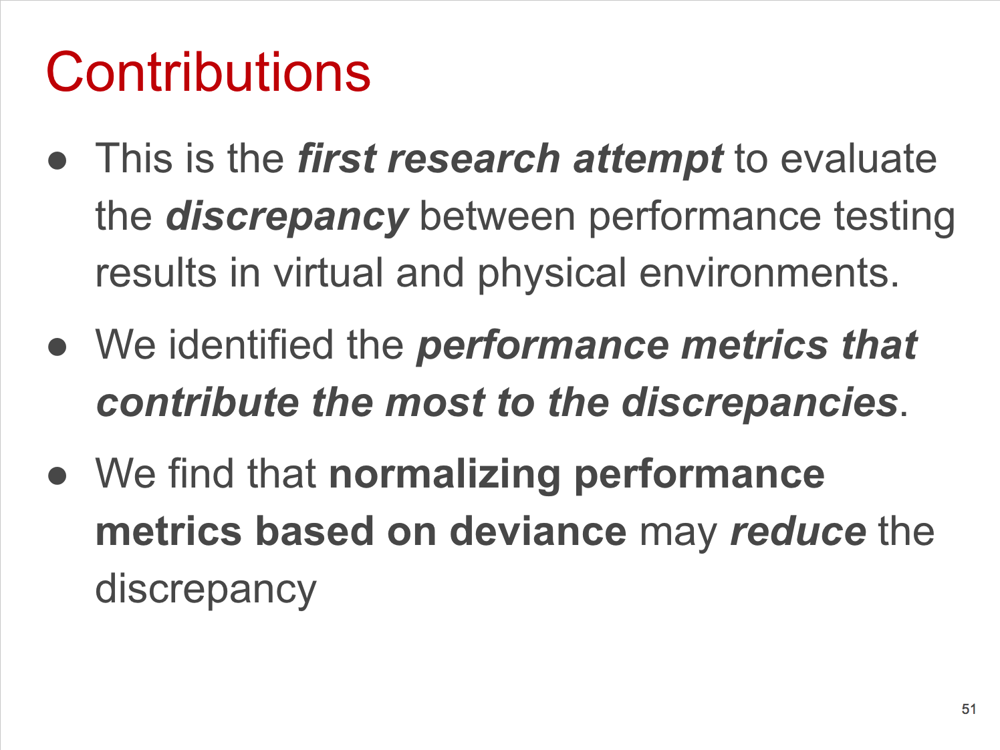 Contributions
● This is the first research attempt to evaluate
the discrepancy between performance testing
results in virtual and physical environments.
● We identified the performance metrics that
contribute the most to the discrepancies.
● We find that normalizing performance
metrics based on deviance may reduce the
discrepancy
51